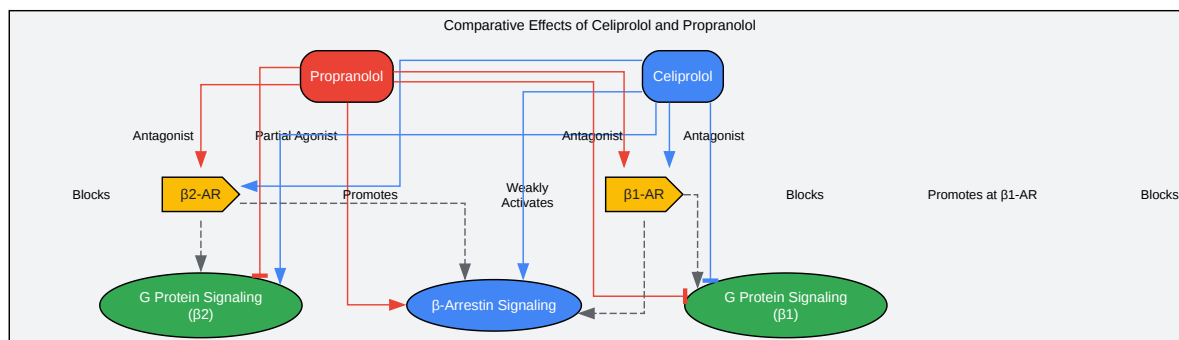 Comparative Effects of Celiprolol and Propranolol
Propranolol
Celiprolol
Antagonist
Partial Agonist
Antagonist
Antagonist
Blocks
β2-AR
Promotes
Weakly
Activates
β1-AR
Blocks
Promotes at β1-AR
Blocks
G Protein Signaling
(β2)
β-Arrestin Signaling
G Protein Signaling
(β1)